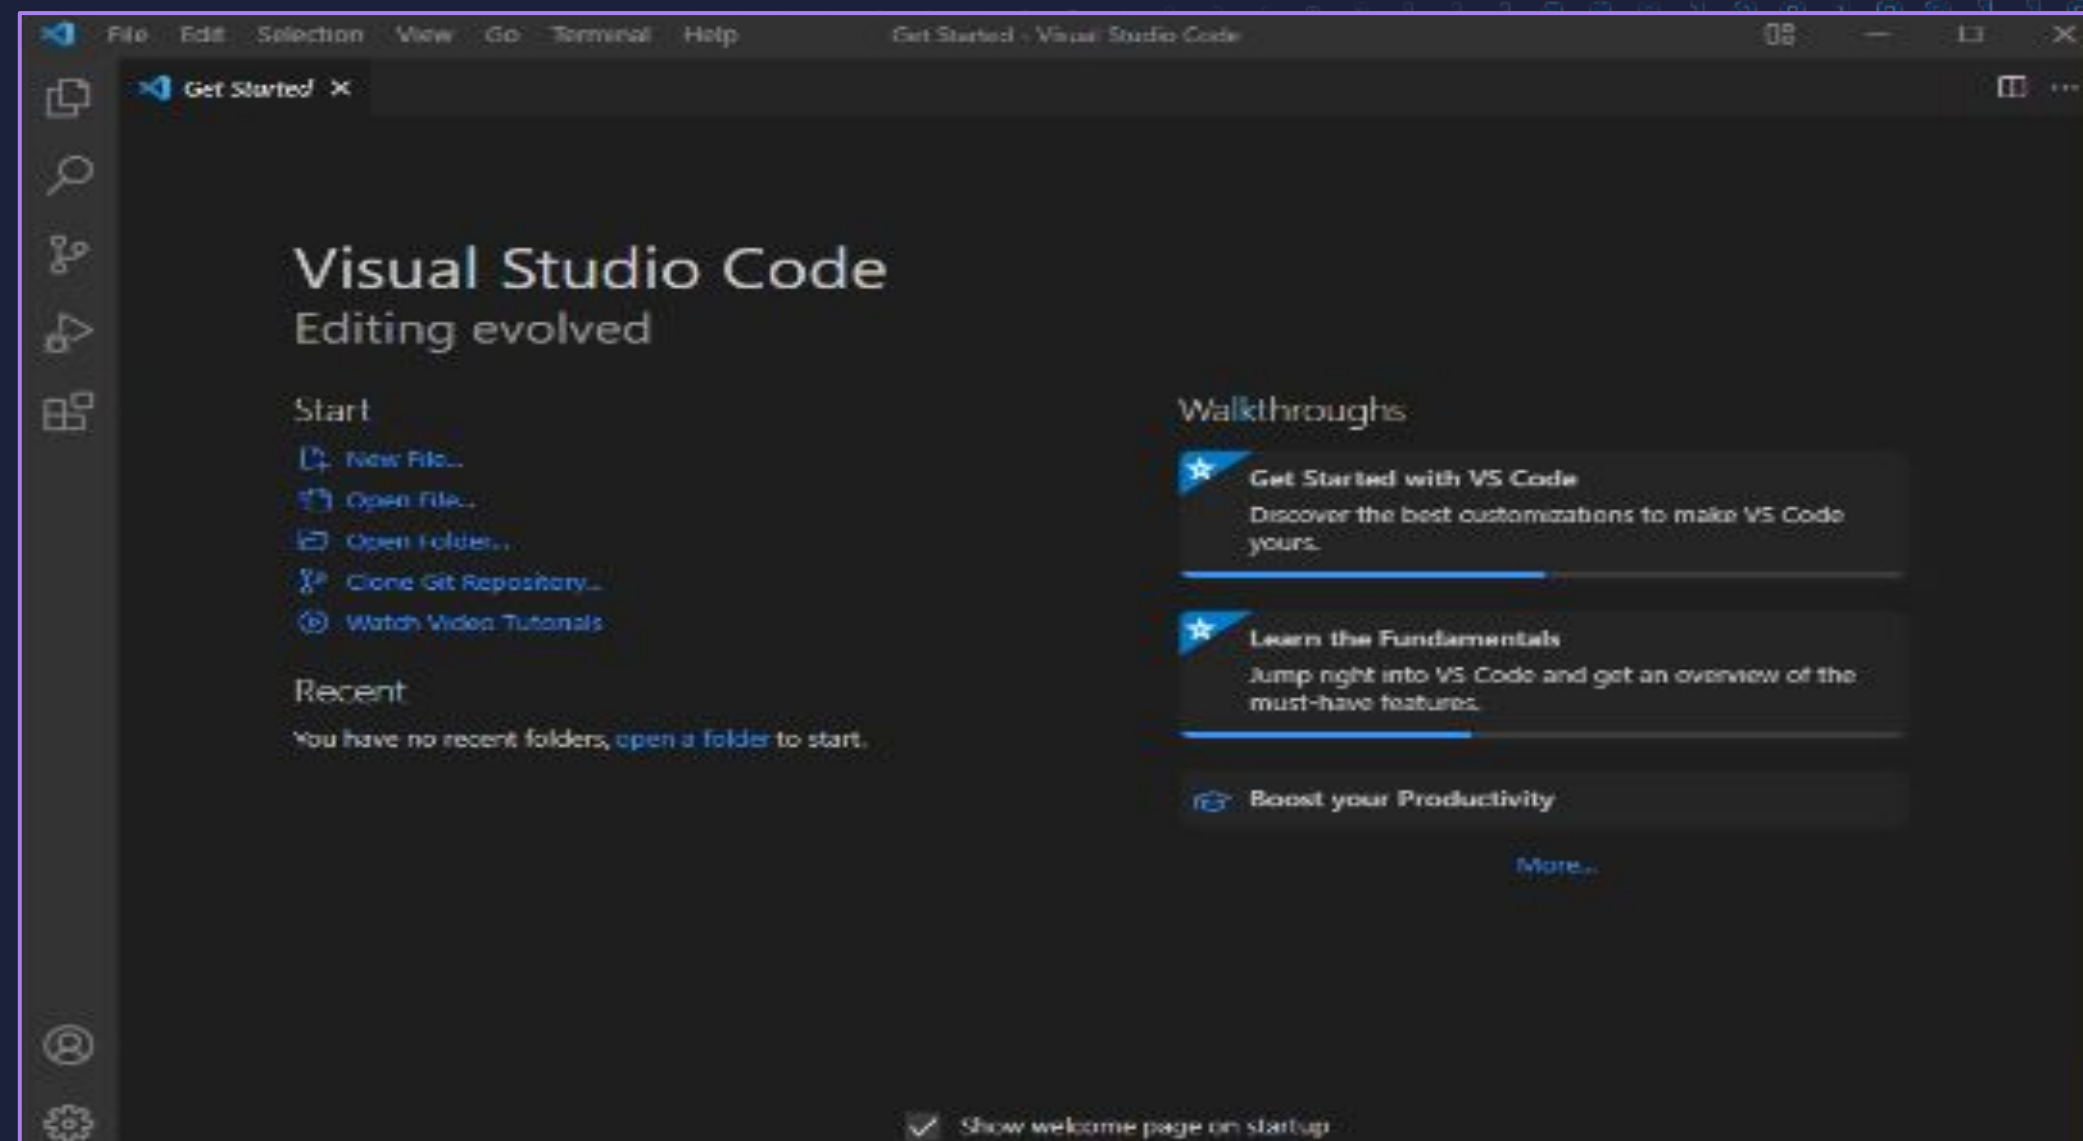 File Edit Selection View Go Terminal Help Get Started - Visual Studio Code
Get Started
Visual Studio Code
Editing evolved
Start
New File...
Open File...
Open Folder...
Clone Git Repository...
Watch Video Tutorials
Recent
You have no recent folders, open a folder to start.
Walkthroughs
Get Started with VS Code
Discover the best customizations to make VS Code
yours.
Learn the Fundamentals
Jump right into VS Code and get an overview of the
must-have features.
Boost your Productivity
More...
Show welcome page on startup